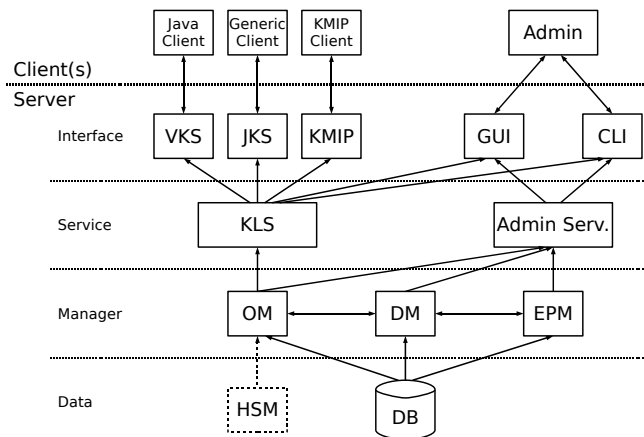 Java
Client
Generic
Client
KMIP
Client
Admin
Client(s)
Server
Interface
VKS
JKS
KMIP
GUI
CLI
Service
KLS
Admin Serv.
Manager
OM
DM
EPM
Data
HSM
DB